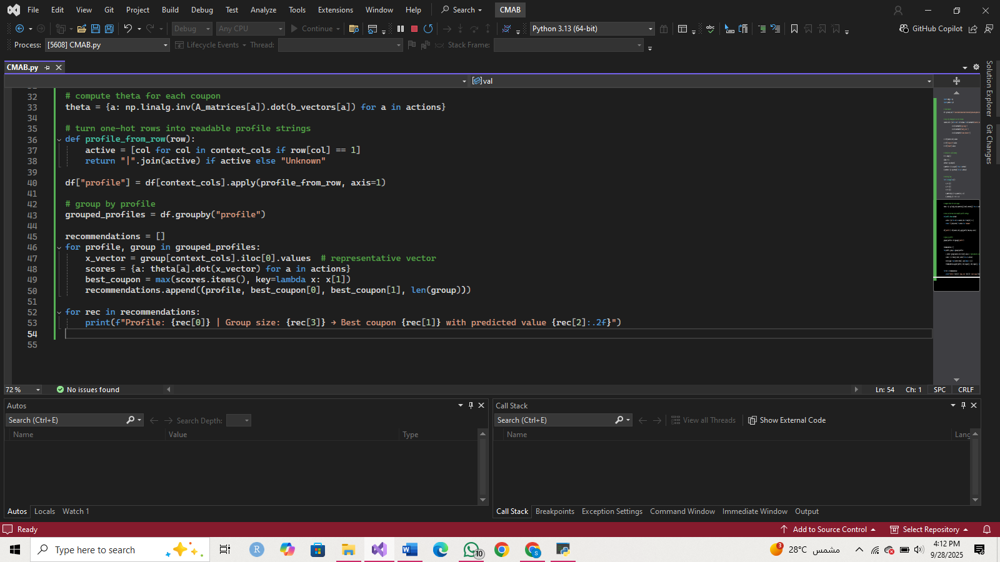 File Edit View Git Project Build Debug Test Analyze Tools Extensions Window Help Search CMAB
Debug Any CPU Continue Python 3.13 (64-bit) GitHub Copilot
Process: [5608] CMAB.py Lifecycle Events Thread: Stack Frame:
CMAB.py
val
32 # compute theta for each coupon
33 theta = {a: np.linalg.inv(A_matrices[a]).dot(b_vectors[a]) for a in actions}
34
35 # turn one-hot rows into readable profile strings
36 def profile_from_row(row):
37 active = [col for col in context_cols if row[col] == 1]
38 return "|".join(active) if active else "Unknown"
39
40 df["profile"] = df[context_cols].apply(profile_from_row, axis=1)
41
42 # group by profile
43 grouped_profiles = df.groupby("profile")
44
45 recommendations = []
46 for profile, group in grouped_profiles:
47 x_vector = group[context_cols].iloc[0].values # representative vector
48 scores = {a: theta[a].dot(x_vector) for a in actions}
49 best_coupon = max(scores.items(), key=lambda x: x[1])
50 recommendations.append((profile, best_coupon[0], best_coupon[1], len(group)))
51
52 for rec in recommendations:
53 print(f"Profile: {rec[0]} | Group size: {rec[3]} → Best coupon {rec[1]} with predicted value {rec[2]:.2f}")
54
55
Solution Explorer
Git Changes
72 % No issues found Ln: 54 Ch: 1 SPC CRLF
Autos
Search (Ctrl+E) Search Depth:
Name Value Type
Autos Locals Watch 1
Call Stack
Search (Ctrl+E) View all Threads Show External Code
Name Lang
Call Stack Breakpoints Exception Settings Command Window Immediate Window Output
Ready Add to Source Control Select Repository
Type here to search R 10 S 3 28°C مشمس 4:12 PM
9/28/2025